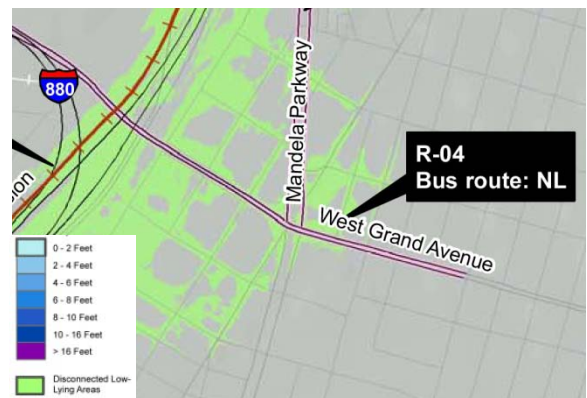 880
Mandela Parkway
R-04
Bus route: NL
sion
West Grand Avenue
0 - 2 Feet
2 - 4 Feet
4 - 6 Feet
6 - 8 Feet
8 - 10 Feet
10 - 16 Feet
> 16 Feet
Disconnected Low-
Lying Areas